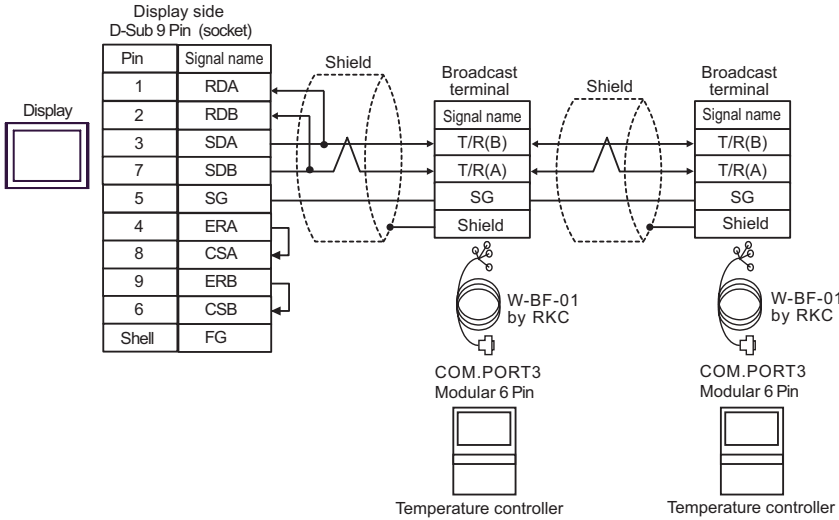 Display side
D-Sub 9 Pin (socket)
Pin Signal name
1 RDA
2 RDB
3 SDA
7 SDB
5 SG
4 ERA
8 CSA
9 ERB
6 CSB
Shell FG
Display
Shield
Broadcast
terminal
Signal name
T/R(B)
T/R(A)
SG
Shield
W-BF-01
by RKC
COM.PORT3
Modular 6 Pin
Temperature controller
Shield
Broadcast
terminal
Signal name
T/R(B)
T/R(A)
SG
Shield
W-BF-01
by RKC
COM.PORT3
Modular 6 Pin
Temperature controller